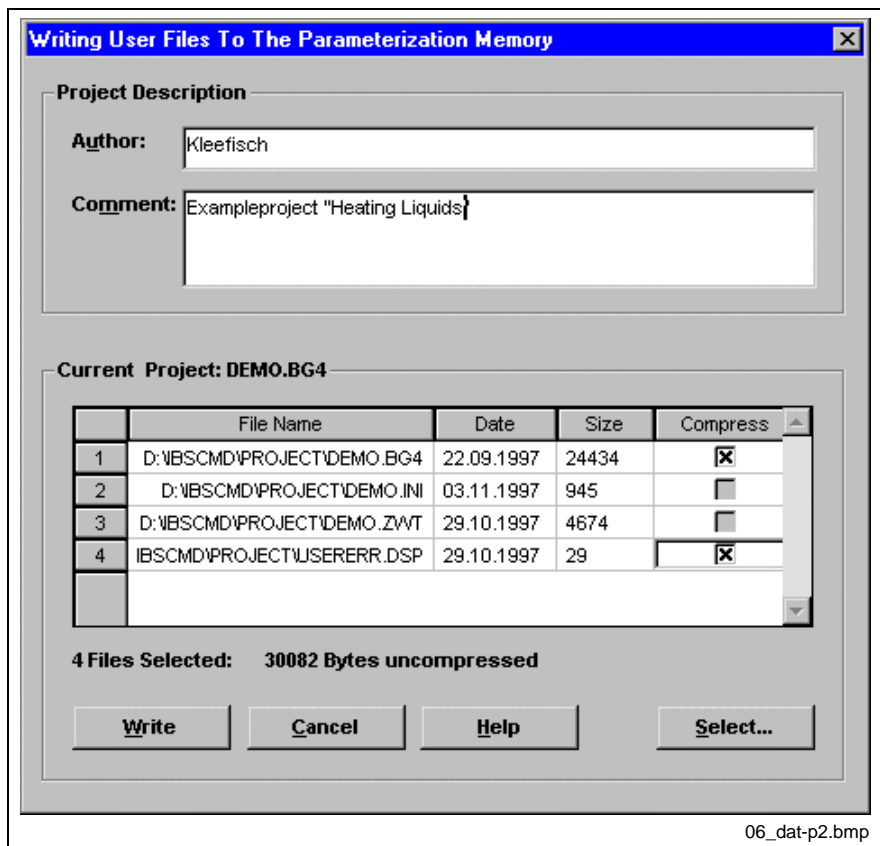 Writing User Files To The Parameterization Memory
Project Description
Author: Kleefisch
Comment: Exampleproject "Heating Liquids"
Current Project: DEMO.BG4
File Name Date Size Compress
1 D:\IBSCMD\PROJECT\DEMO.BG4 22.09.1997 24434
2 D:\IBSCMD\PROJECT\DEMO.INI 03.11.1997 945
3 D:\IBSCMD\PROJECT\DEMO.ZWT 29.10.1997 4674
4 IBSCMD\PROJECT\USERERR.DSP 29.10.1997 29
4 Files Selected: 30082 Bytes uncompressed
Write Cancel Help Select...
06_dat-p2.bmp